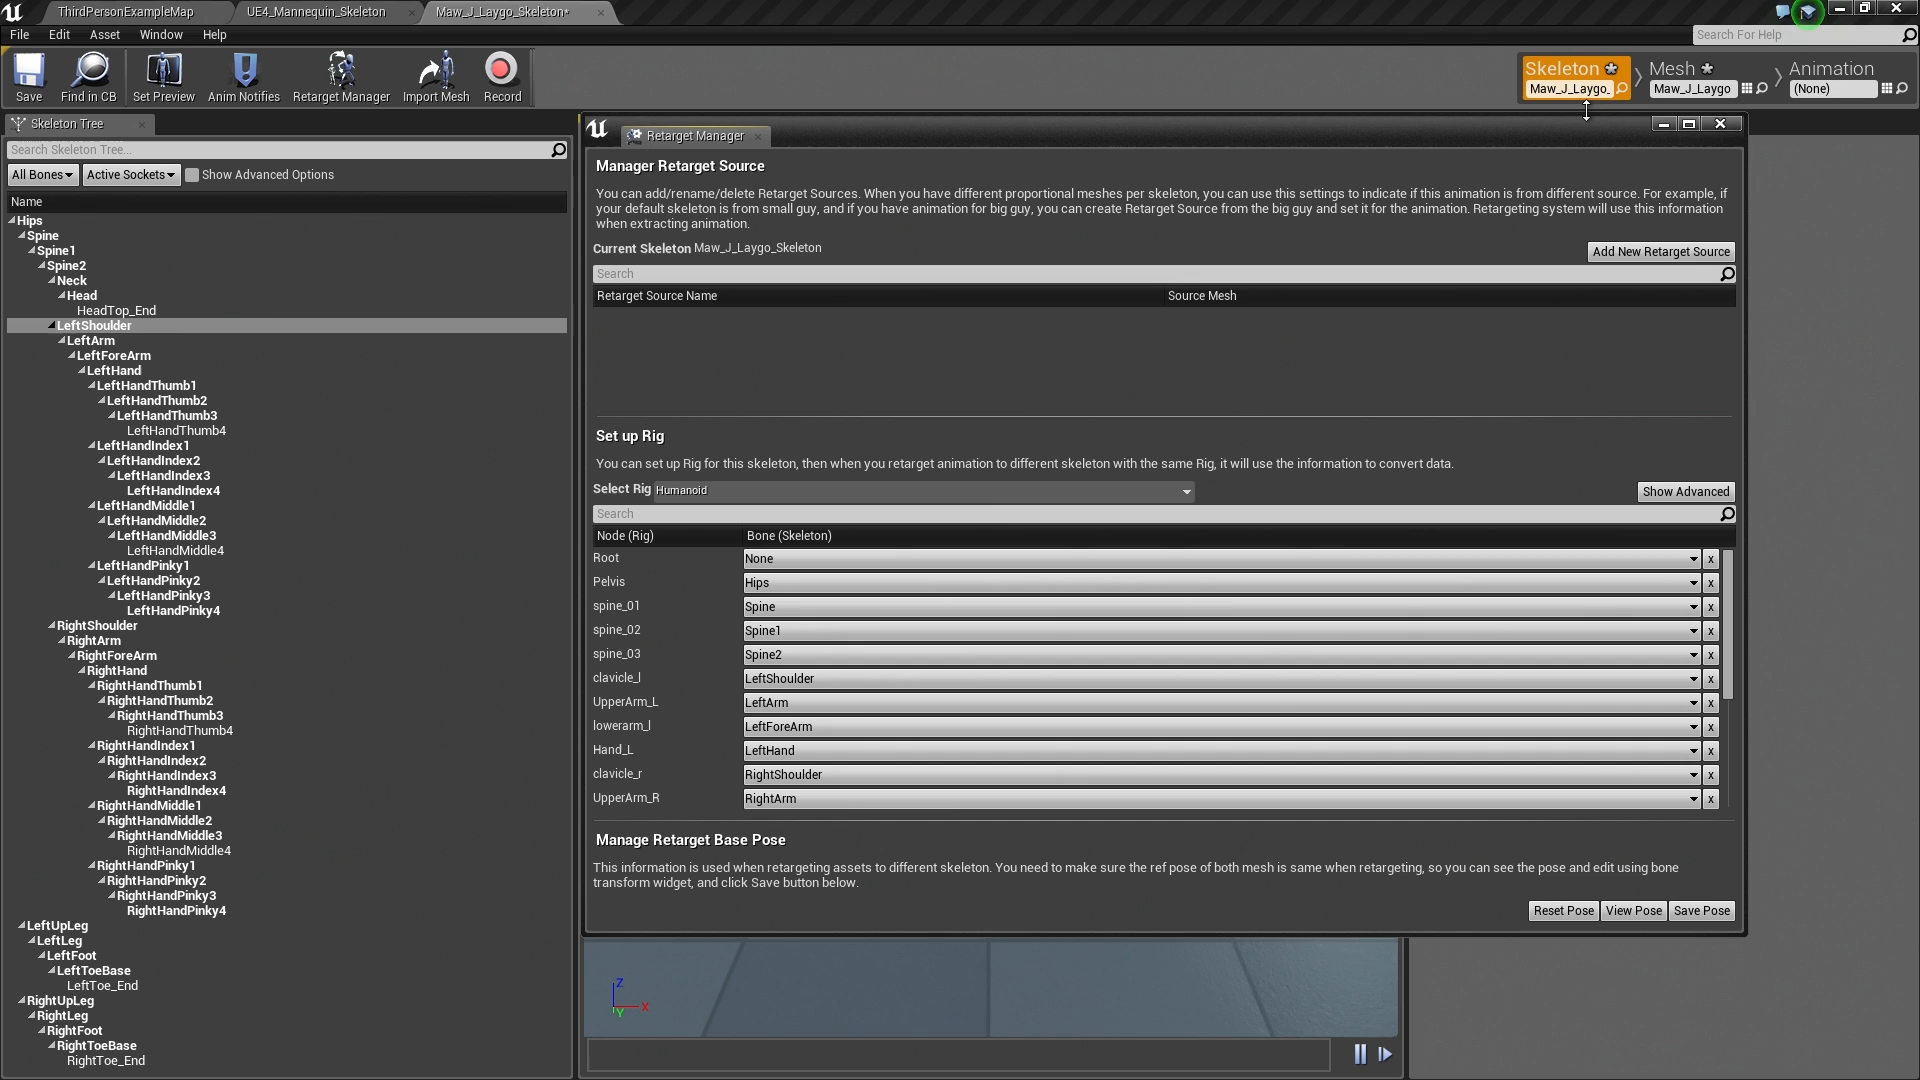 ThirdPersonExampleMap
UE4_Mannequin_Skeleton
Maw_J_Laygo_Skeleton*
File Edit Asset Window Help
Search For Help
Save
Find in CB
Set Preview
Anim Notifies
Retarget Manager
Import Mesh
Record
Skeleton
Maw_J_Laygo_
Mesh
Maw_J_Laygo
Animation
(None)
Skeleton Tree
Search Skeleton Tree...
All Bones
Active Sockets
Show Advanced Options
Name
Hips
Spine
Spine1
Spine2
Neck
Head
HeadTop_End
LeftShoulder
LeftArm
LeftForeArm
LeftHand
LeftHandThumb1
LeftHandThumb2
LeftHandThumb3
LeftHandThumb4
LeftHandIndex1
LeftHandIndex2
LeftHandIndex3
LeftHandIndex4
LeftHandMiddle1
LeftHandMiddle2
LeftHandMiddle3
LeftHandMiddle4
LeftHandPinky1
LeftHandPinky2
LeftHandPinky3
LeftHandPinky4
RightShoulder
RightArm
RightForeArm
RightHand
RightHandThumb1
RightHandThumb2
RightHandThumb3
RightHandThumb4
RightHandIndex1
RightHandIndex2
RightHandIndex3
RightHandIndex4
RightHandMiddle1
RightHandMiddle2
RightHandMiddle3
RightHandMiddle4
RightHandPinky1
RightHandPinky2
RightHandPinky3
RightHandPinky4
LeftUpLeg
LeftLeg
LeftFoot
LeftToeBase
LeftToe_End
RightUpLeg
RightLeg
RightFoot
RightToeBase
RightToe_End
Retarget Manager
Manager Retarget Source
You can add/rename/delete Retarget Sources. When you have different proportional meshes per skeleton, you can use this settings to indicate if this animation is from different source. For example, if
your default skeleton is from small guy, and if you have animation for big guy, you can create Retarget Source from the big guy and set it for the animation. Retargeting system will use this information
when extracting animation.
Current Skeleton Maw_J_Laygo_Skeleton
Add New Retarget Source
Search
Retarget Source Name Source Mesh
Set up Rig
You can set up Rig for this skeleton, then when you retarget animation to different skeleton with the same Rig, it will use the information to convert data.
Select Rig Humanoid
Show Advanced
Search
Node (Rig) Bone (Skeleton)
Root None x
Pelvis Hips x
spine_01 Spine x
spine_02 Spine1 x
spine_03 Spine2 x
clavicle_l LeftShoulder x
UpperArm_L LeftArm x
lowerarm_l LeftForeArm x
Hand_L LeftHand x
clavicle_r RightShoulder x
UpperArm_R RightArm x
Manage Retarget Base Pose
This information is used when retargeting assets to different skeleton. You need to make sure the ref pose of both mesh is same when retargeting, so you can see the pose and edit using bone
transform widget, and click Save button below.
Reset Pose View Pose Save Pose
Z
X
Y